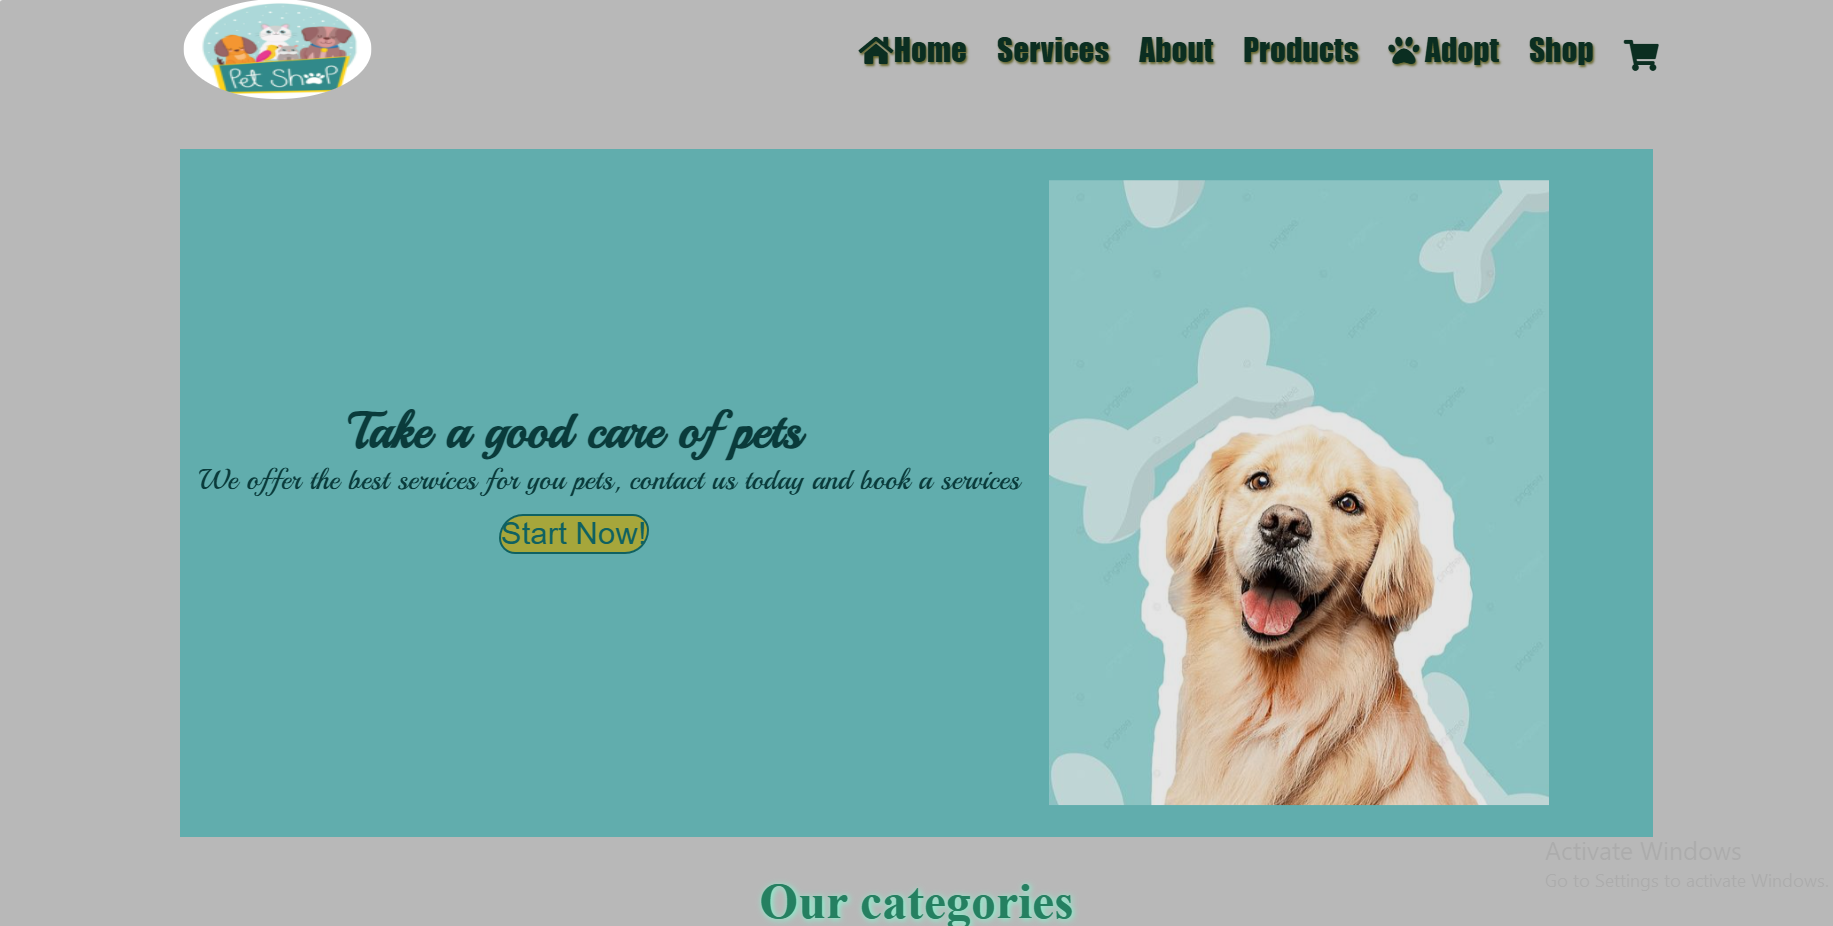 Pet Shop
Home Services About Products Adopt Shop
Take a good care of pets
We offer the best services for you pets, contact us today and book a services
Start Now!
pngtree
Activate Windows
Go to Settings to activate Windows.
Our categories